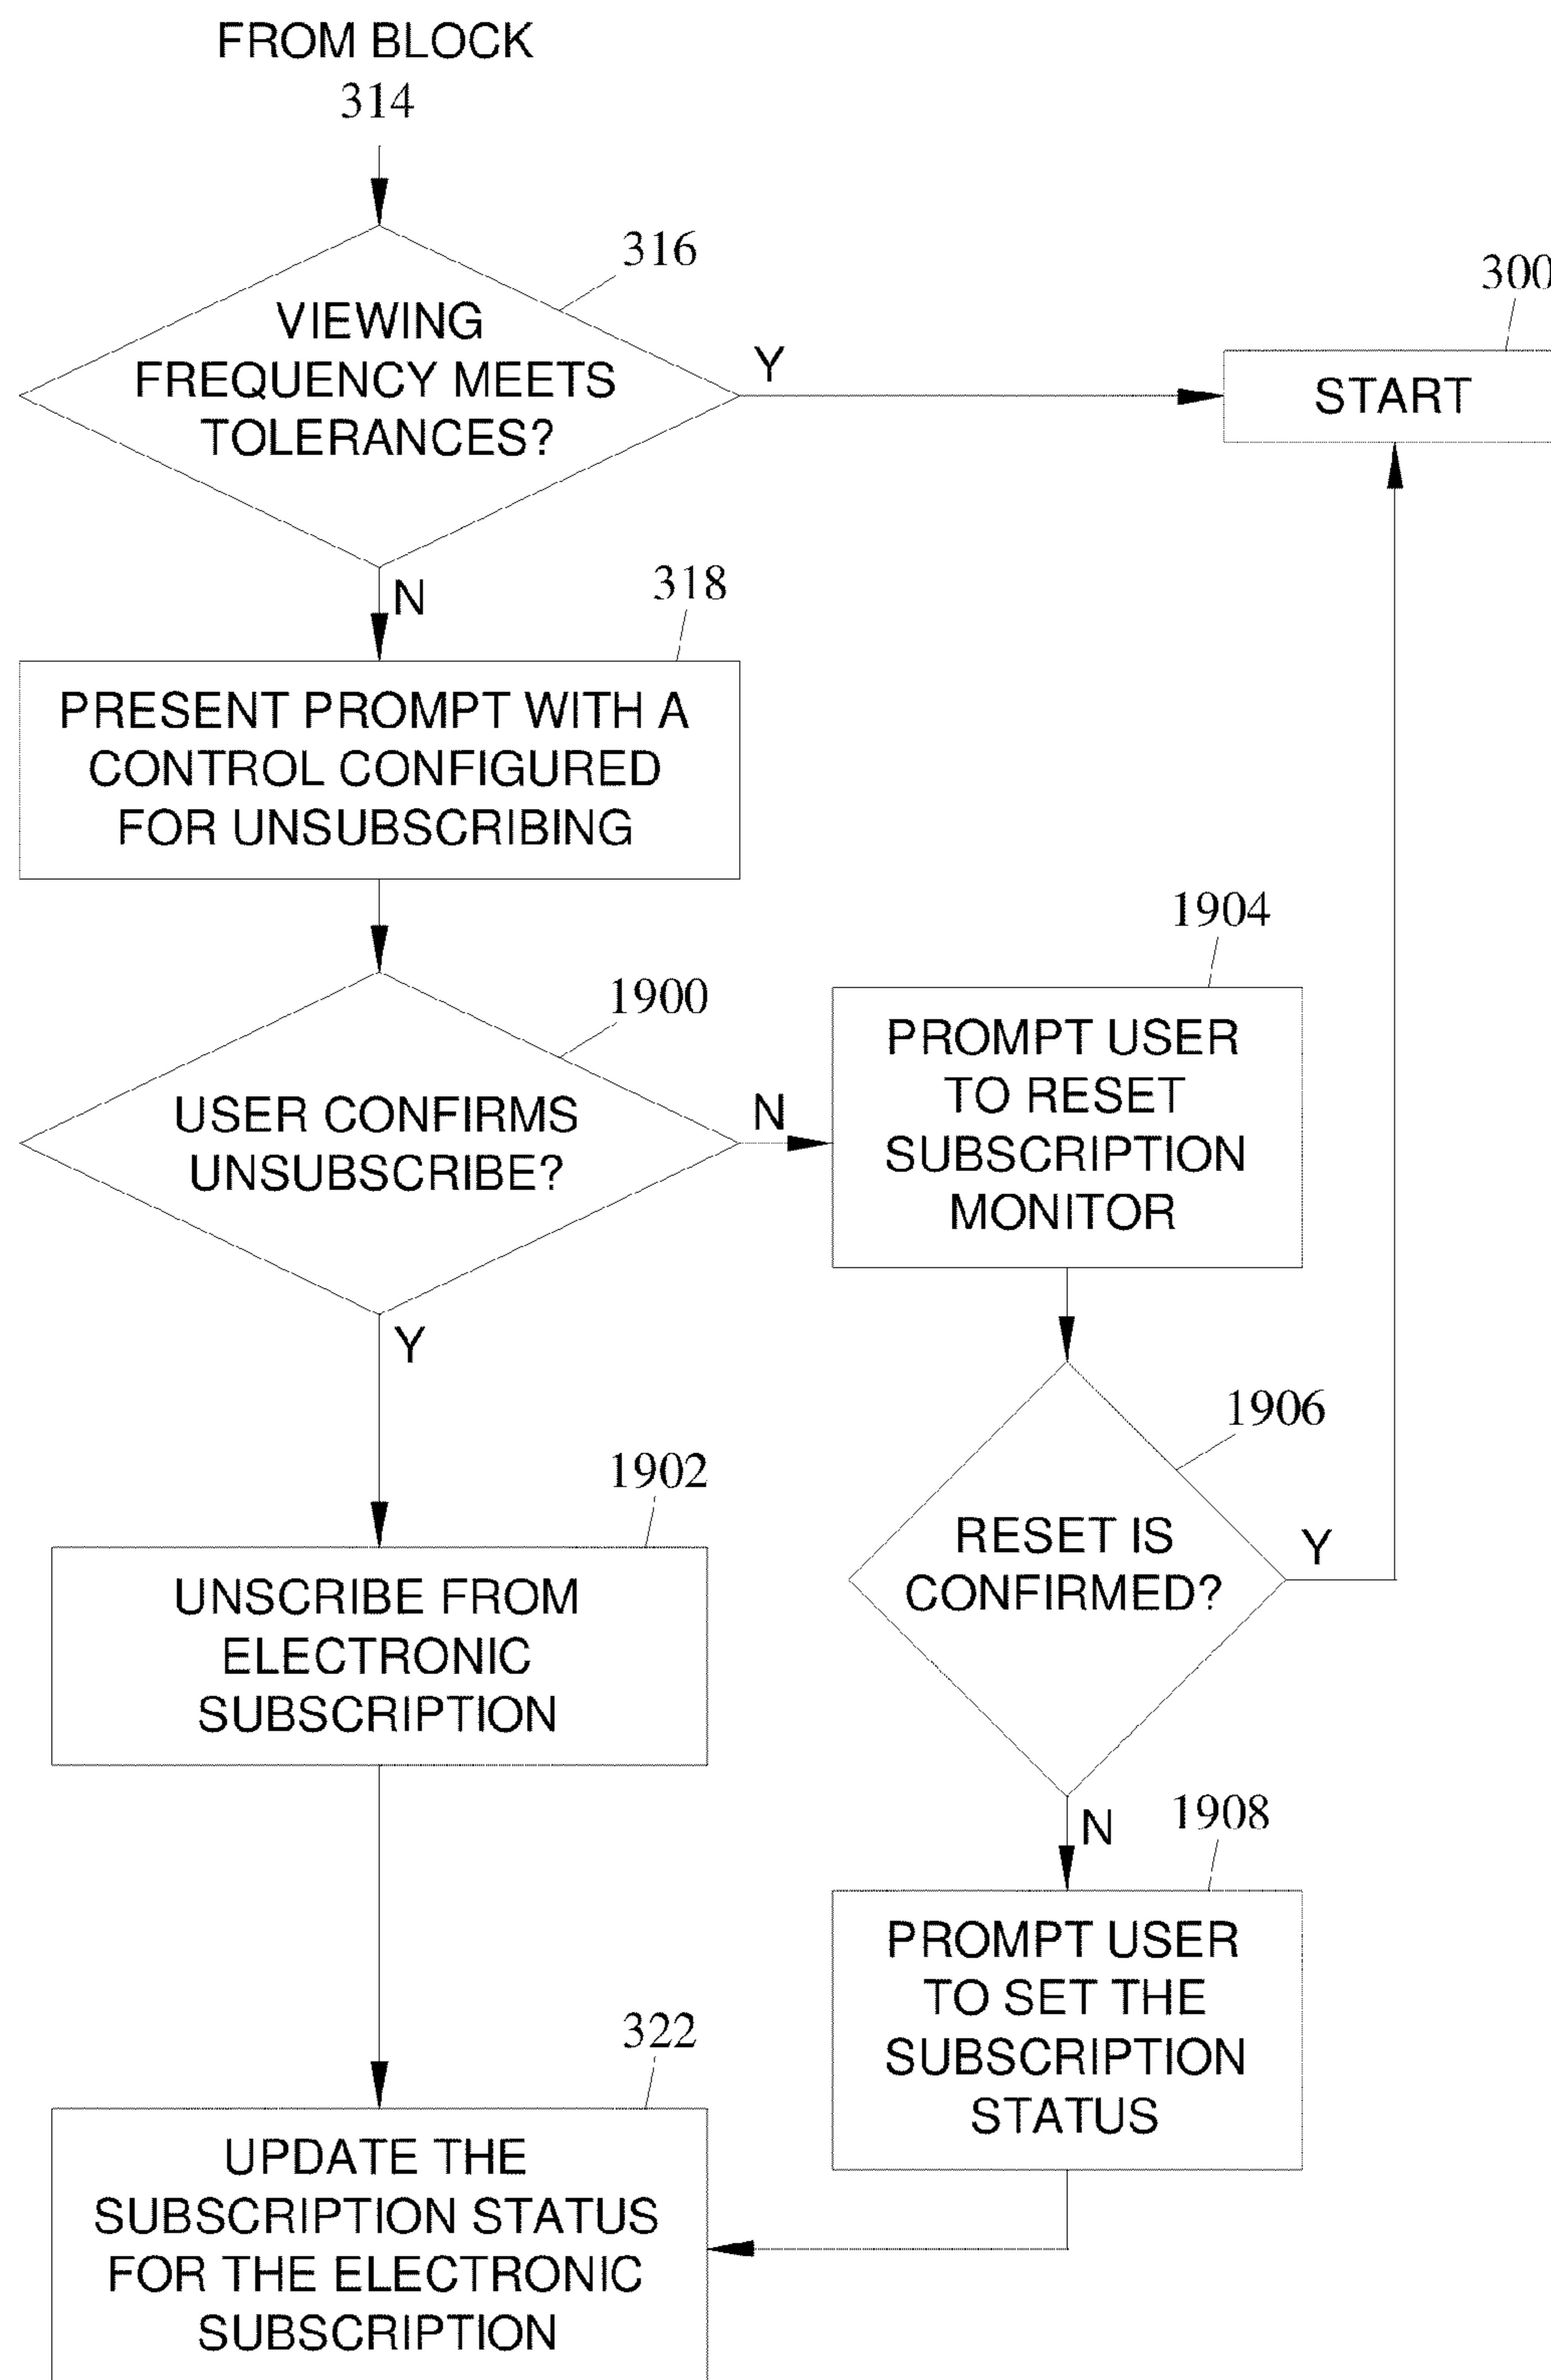 FROM BLOCK
314
316
VIEWING
FREQUENCY MEETS
TOLERANCES?
Y
300
START
N
318
PRESENT PROMPT WITH A
CONTROL CONFIGURED
FOR UNSUBSCRIBING
1900
USER CONFIRMS
UNSUBSCRIBE?
N
1904
PROMPT USER
TO RESET
SUBSCRIPTION
MONITOR
Y
1906
RESET IS
CONFIRMED?
Y
1902
UNSCRIBE FROM
ELECTRONIC
SUBSCRIPTION
N
1908
PROMPT USER
TO SET THE
SUBSCRIPTION
STATUS
322
UPDATE THE
SUBSCRIPTION STATUS
FOR THE ELECTRONIC
SUBSCRIPTION